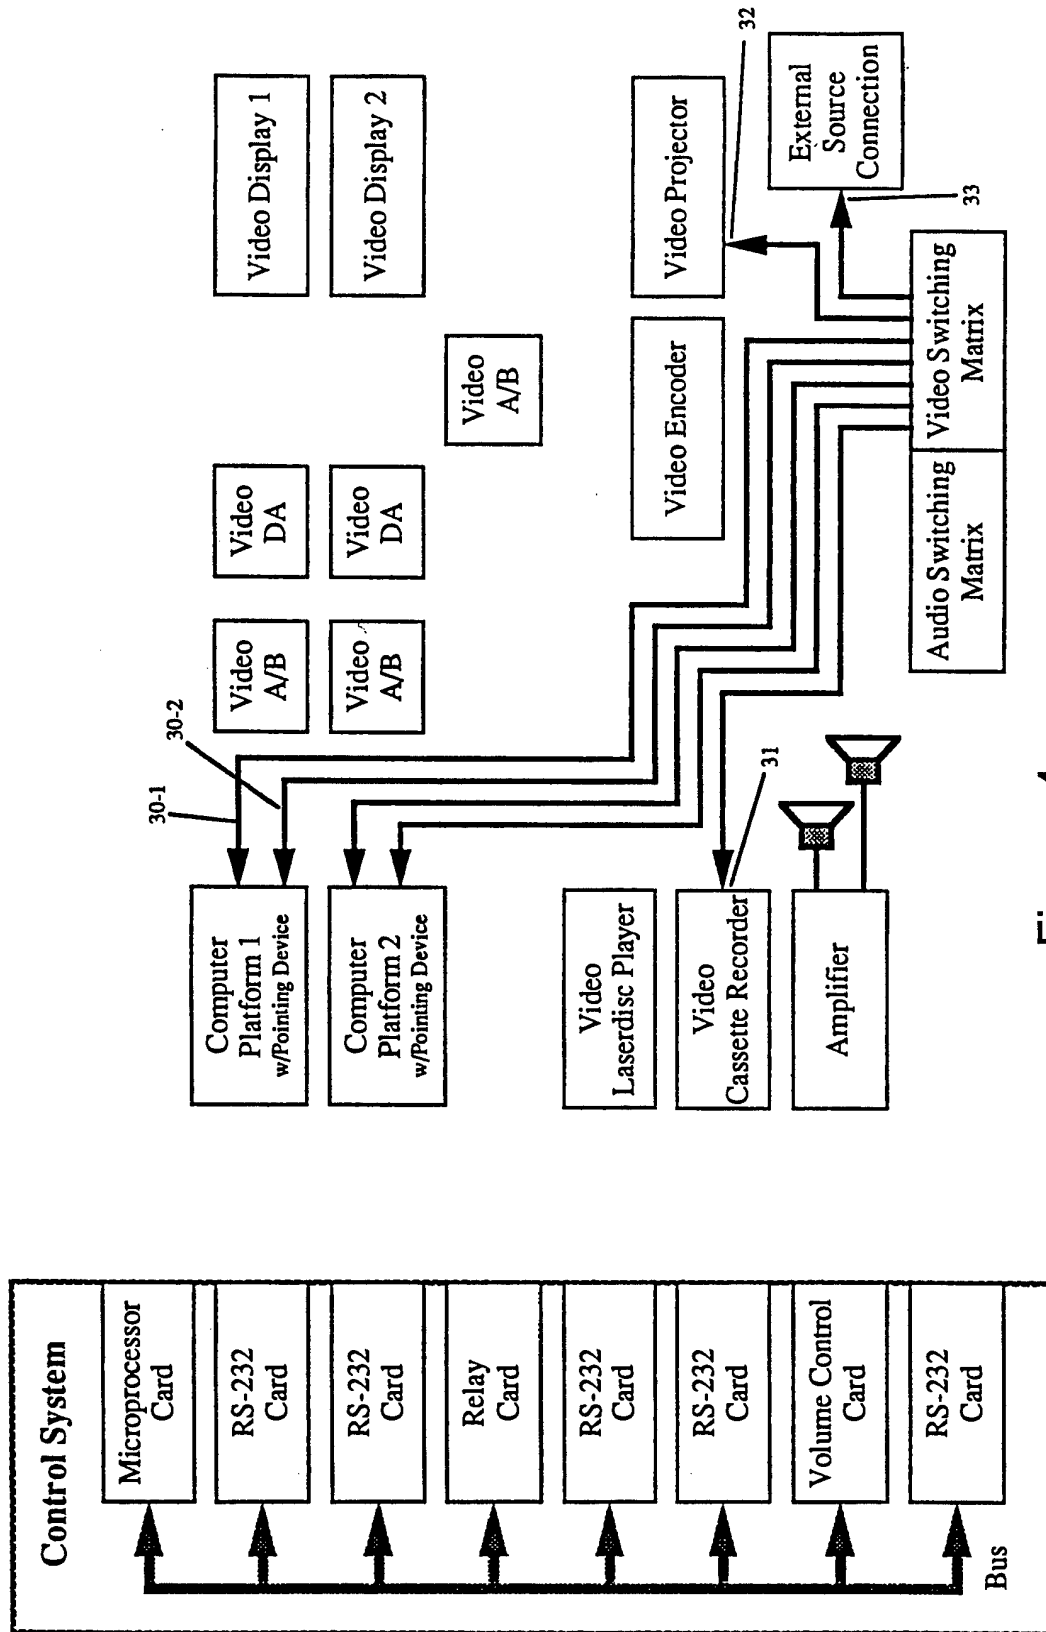 Control System
Microprocessor
Card
RS-232
Card
RS-232
Card
Relay
Card
RS-232
Card
RS-232
Card
Volume Control
Card
RS-232
Card
Bus
Computer
Platform 1
w/Pointing Device
Computer
Platform 2
w/Pointing Device
Video
Laserdisc Player
Video
Cassette Recorder
Amplifier
30-1
30-2
31
Video
A/B
Video
A/B
Video
DA
Video
DA
Video
A/B
Video Display 1
Video Display 2
Video Encoder
Video Projector
32
External
Source
Connection
33
Audio Switching
Matrix
Video Switching
Matrix